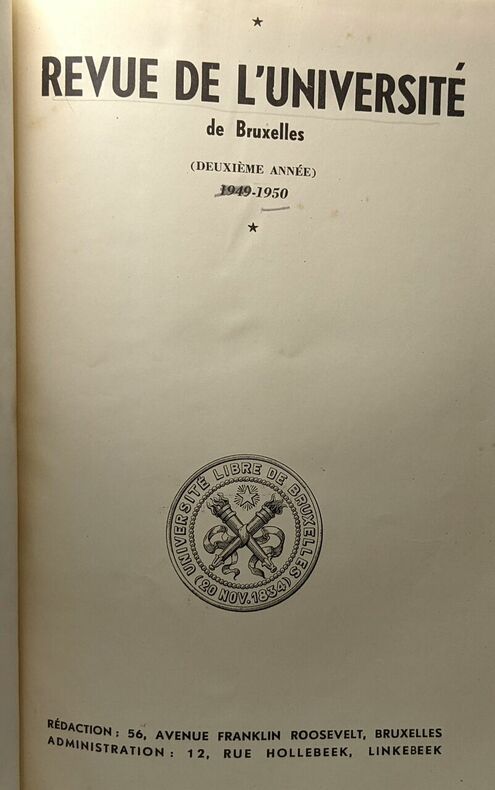 REVUE DE L'UNIVERSITÉ
de Bruxelles
(DEUXIÈME ANNÉE)
1949-1950
UNIVERSITÉ LIBRE DE BRUXELLES
(20 NOV. 1834)
RÉDACTION : 56, AVENUE FRANKLIN ROOSEVELT, BRUXELLES
ADMINISTRATION : 12, RUE HOLLEBEEK, LINKEBEEK